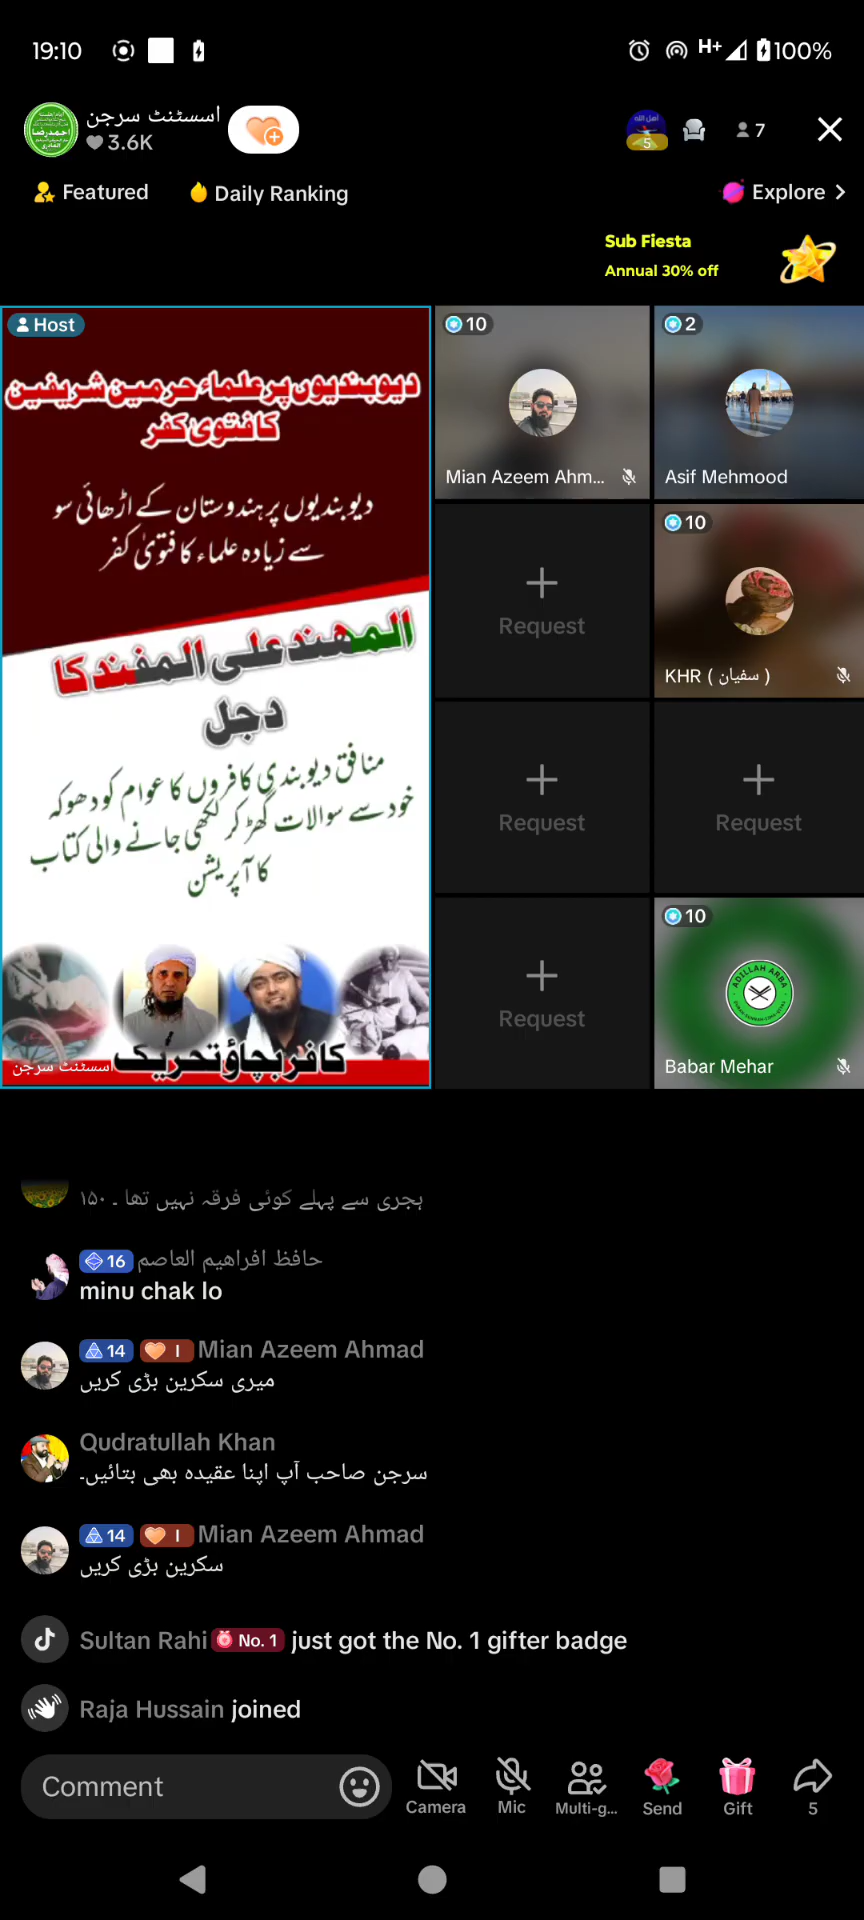 19:10
H+
100%
اسسٹنٹ سرجن
3.6K
5
7
Featured
Daily Ranking
Explore
Sub Fiesta
Annual 30% off
Host
دیوبندیوں پر علماء حرمین شریفین
کا فتویٰ کفر
دیوبندیوں پر ہندوستان کے اڑھائی سو
سے زیادہ علماء کا فتویٰ کفر
المهند علی المفند کا
دجل
منافق دیوبندی کافروں کا عوام کو دھوکہ
خود سے سوالات گھڑ کر لکھی جانے والی کتاب
کا آپریشن
کافر بچاؤ تحریک
اسسٹنٹ سرجن
10
Mian Azeem Ahm...
2
Asif Mehmood
Request
10
KHR ( سفیان )
Request
Request
Request
10
ADILLAH ARBA
Babar Mehar
۱۵۰ ہجری سے پہلے کوئی فرقہ نہیں تھا ۔
16 حافظ افراهيم العاصم
minu chak lo
14 I Mian Azeem Ahmad
میری سکرین بڑی کریں
Qudratullah Khan
سرجن صاحب آپ اپنا عقیدہ بھی بتائیں۔
14 I Mian Azeem Ahmad
سکرین بڑی کریں
Sultan Rahi No. 1 just got the No. 1 gifter badge
Raja Hussain joined
Comment
Camera
Mic
Multi-g...
Send
Gift
5